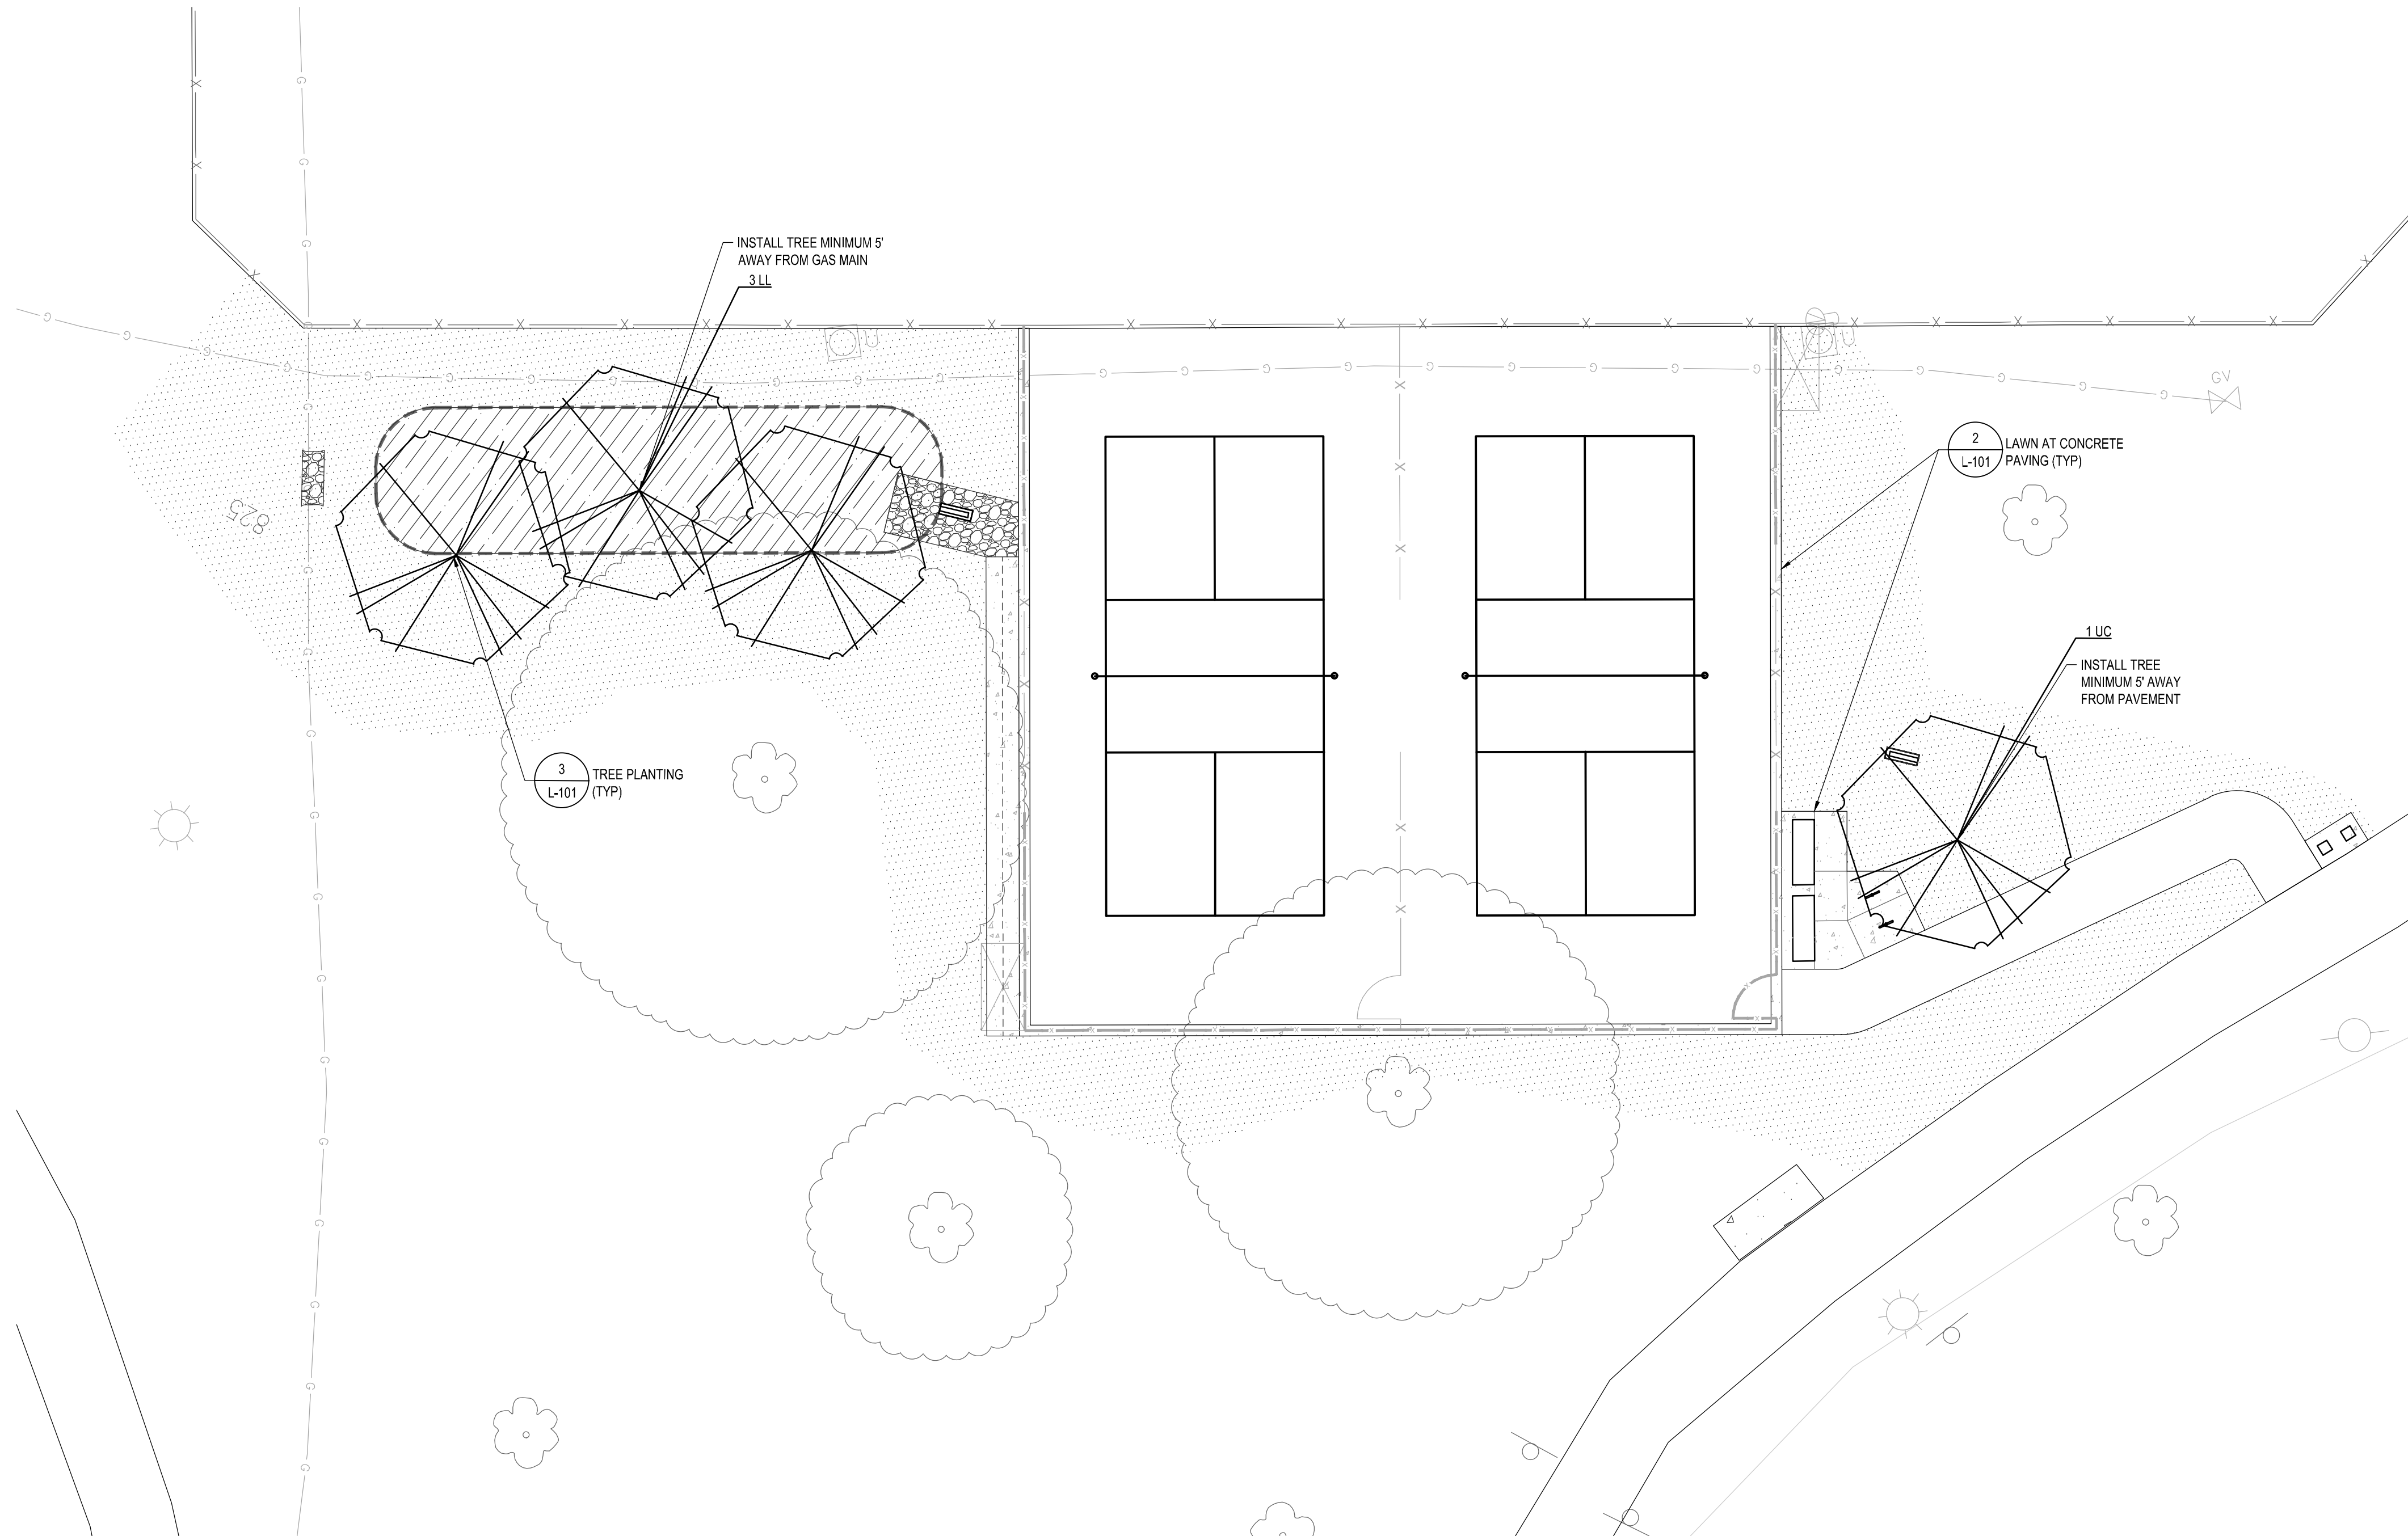 INSTALL TREE MINIMUM 5'
AWAY FROM GAS MAIN
3 LL
GV
2
L-101
LAWN AT CONCRETE
PAVING (TYP)
825
1 UC
INSTALL TREE
MINIMUM 5' AWAY
FROM PAVEMENT
3
L-101
TREE PLANTING
(TYP)